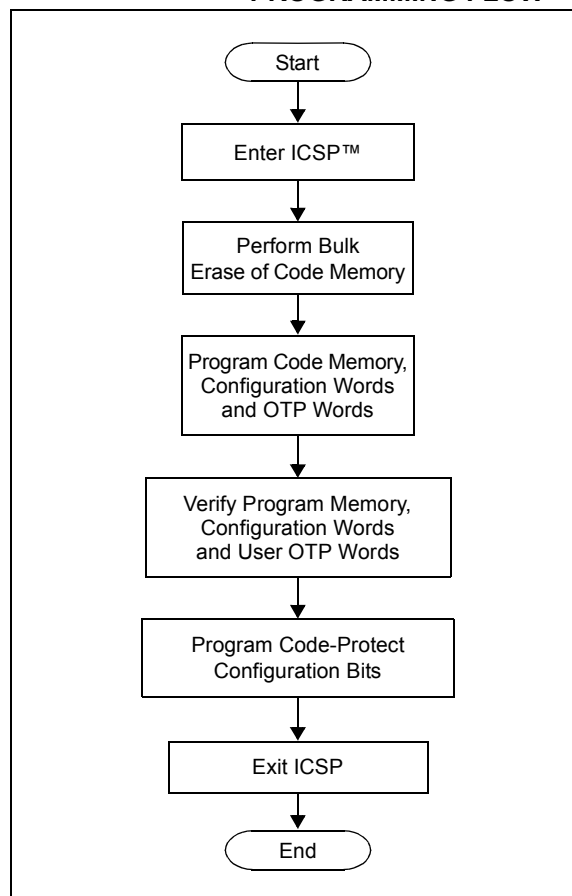 Start
Enter ICSP™
Perform Bulk
Erase of Code Memory
Program Code Memory,
Configuration Words
and OTP Words
Verify Program Memory,
Configuration Words
and User OTP Words
Program Code-Protect
Configuration Bits
Exit ICSP
End